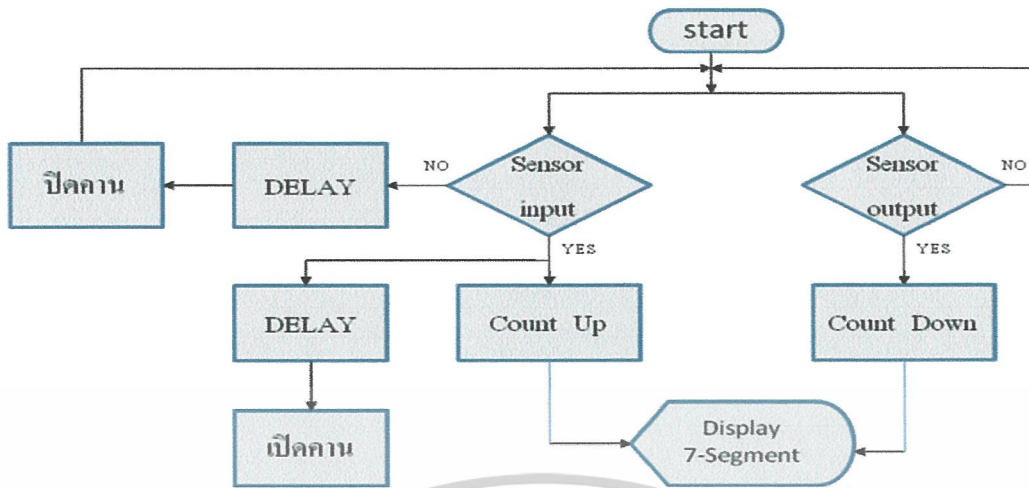 start
Sensor
input
NO
YES
Sensor
output
NO
YES
DELAY
ปิดคาน
DELAY
เปิดคาน
Count Up
Count Down
Display
7-Segment